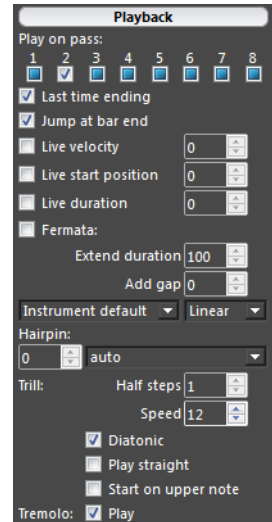 Playback
Play on pass:
1 2 3 4 5 6 7 8
Last time ending
Jump at bar end
Live velocity 0
Live start position 0
Live duration 0
Fermata:
Extend duration 100
Add gap 0
Instrument default Linear
Hairpin:
0 auto
Trill: Half steps 1
Speed 12
Diatonic
Play straight
Start on upper note
Tremolo: Play